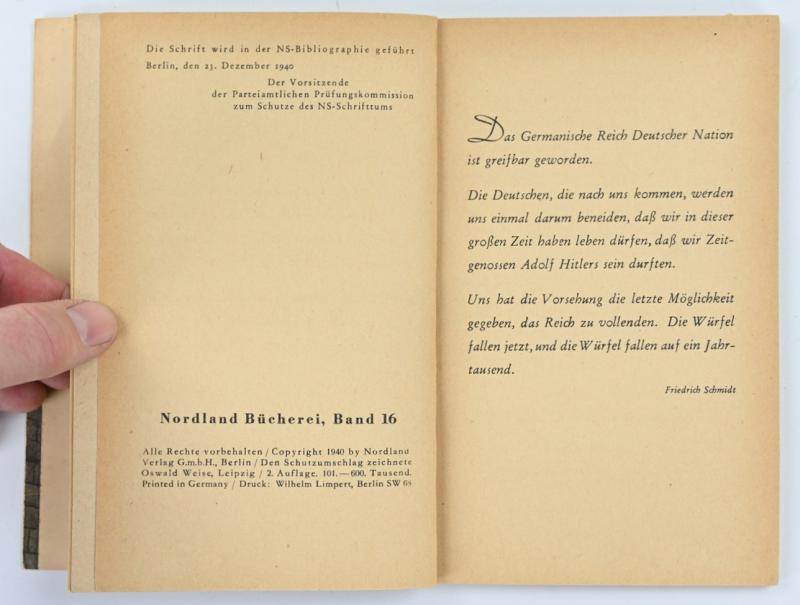 Die Schrift wird in der NS-Bibliographie geführt
Berlin, den 23. Dezember 1940
Der Vorsitzende
der Parteiamtlichen Prüfungskommission
zum Schutze des NS-Schrifttums
Nordland Bücherei, Band 16
Alle Rechte vorbehalten / Copyright 1940 by Nordland
Verlag G.m.b.H., Berlin / Den Schutzumschlag zeichnete
Oswald Weise, Leipzig / 2. Auflage. 101.—600. Tausend.
Printed in Germany / Druck: Wilhelm Limpert, Berlin SW 68
Das Germanische Reich Deutscher Nation
ist greifbar geworden.
Die Deutschen, die nach uns kommen, werden
uns einmal darum beneiden, daß wir in dieser
großen Zeit haben leben dürfen, daß wir Zeit-
genossen Adolf Hitlers sein durften.
Uns hat die Vorsehung die letzte Möglichkeit
gegeben, das Reich zu vollenden. Die Würfel
fallen jetzt, und die Würfel fallen auf ein Jahr-
tausend.
Friedrich Schmidt